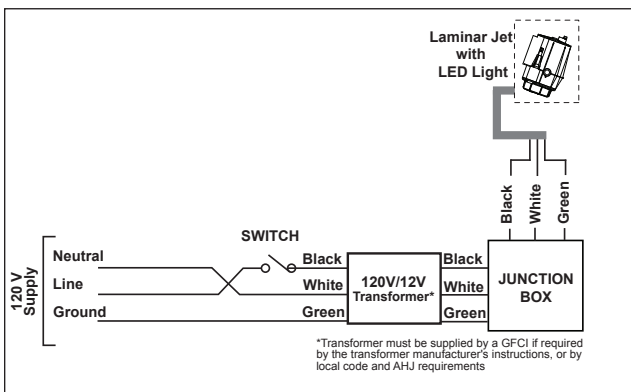 Laminar Jet
with
LED Light
Black
White
Green
SWITCH
120 V
Supply
Neutral
Line
Ground
Black
White
Green
120V/12V
Transformer*
Black
White
Green
JUNCTION
BOX
*Transformer must be supplied by a GFCI if required
by the transformer manufacturer's instructions, or by
local code and AHJ requirements